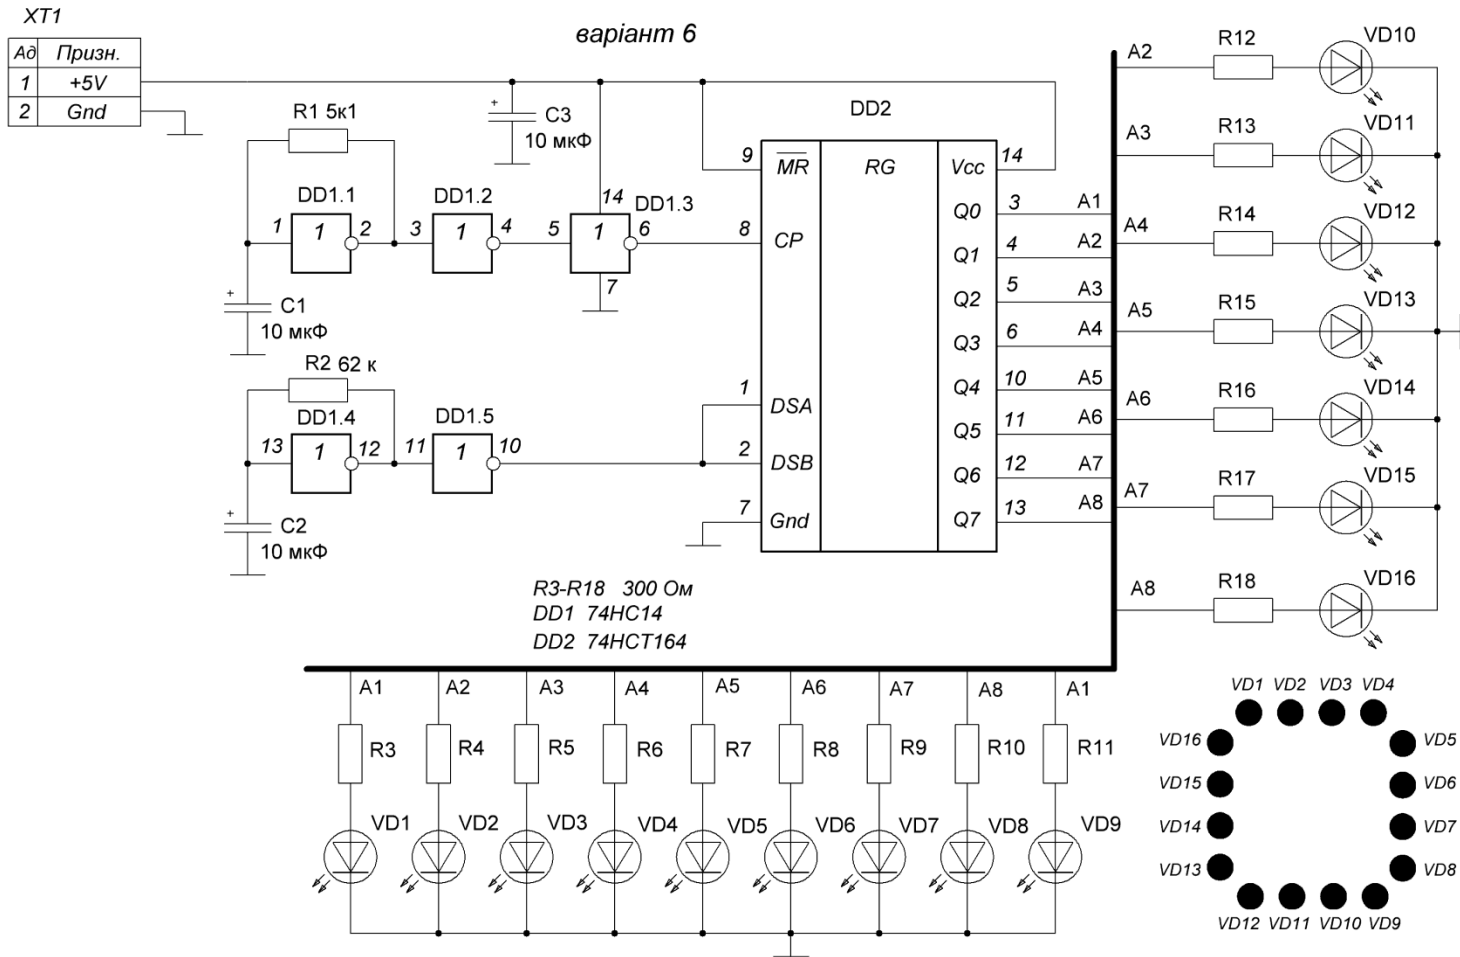 XT1
варіант 6
Ад Призн.
1 +5V
2 Gnd
R1 5к1
C3
10 мкФ
DD1.1
DD1.2
DD1.3
14
1
1
2
3
1
4
5
1
6
7
C1
10 мкФ
R2 62 к
DD1.4
DD1.5
13
1
12
11
1
10
C2
10 мкФ
DD2
RG
9 MR
8 CP
1 DSA
2 DSB
7 Gnd
Vcc 14
Q0 3 A1
Q1 4 A2
Q2 5 A3
Q3 6 A4
Q4 10 A5
Q5 11 A6
Q6 12 A7
Q7 13 A8
A2 R12 VD10
A3 R13 VD11
A4 R14 VD12
A5 R15 VD13
A6 R16 VD14
A7 R17 VD15
A8 R18 VD16
R3-R18 300 Ом
DD1 74HC14
DD2 74HCT164
A1 A2 A3 A4 A5 A6 A7 A8 A1
R3 R4 R5 R6 R7 R8 R9 R10 R11
VD1 VD2 VD3 VD4 VD5 VD6 VD7 VD8 VD9
VD1 VD2 VD3 VD4
VD16 VD5
VD15 VD6
VD14 VD7
VD13 VD8
VD12 VD11 VD10 VD9